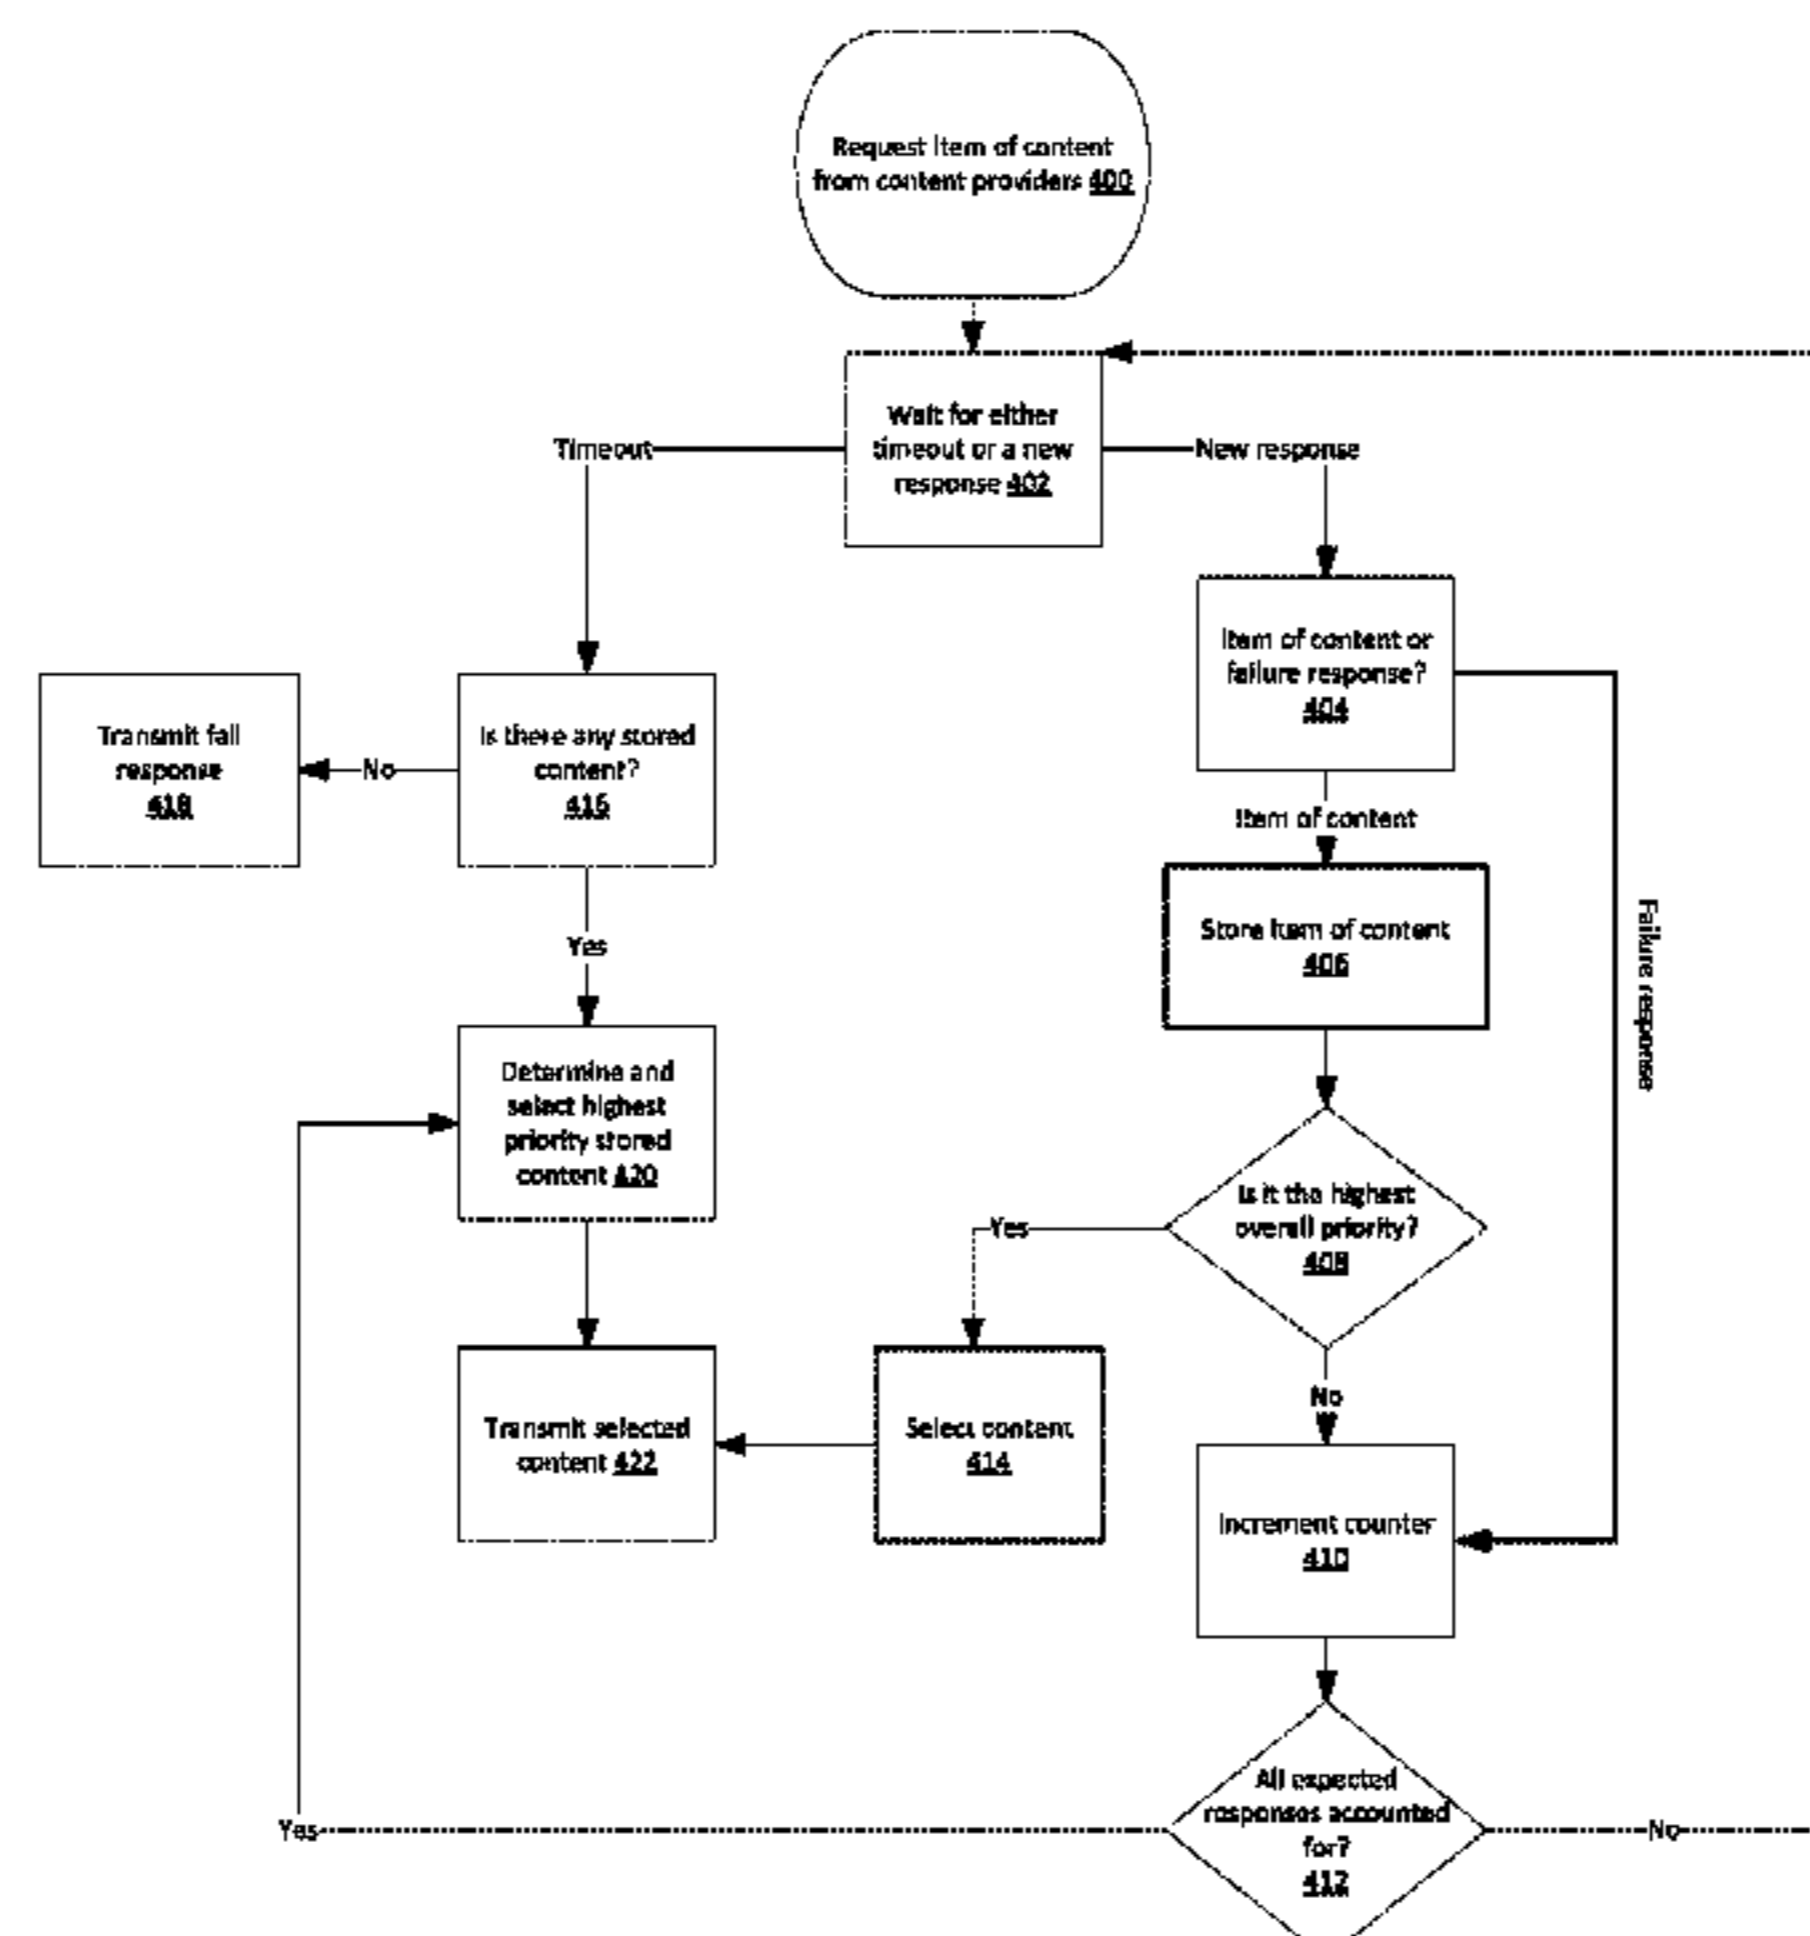 Request item of content
from content providers 400
Wait for either
timeout or a new
response 402
Timeout
New response
Item of content or
failure response?
404
Transmit fail
response
418
No
Is there any stored
content?
416
Item of content
Store item of content
406
Failure response
Yes
Determine and
select highest
priority stored
content 420
Is it the highest
overall priority?
408
Yes
No
Transmit selected
content 422
Select content
414
Increment counter
410
All expected
responses accounted
for?
412
Yes
No